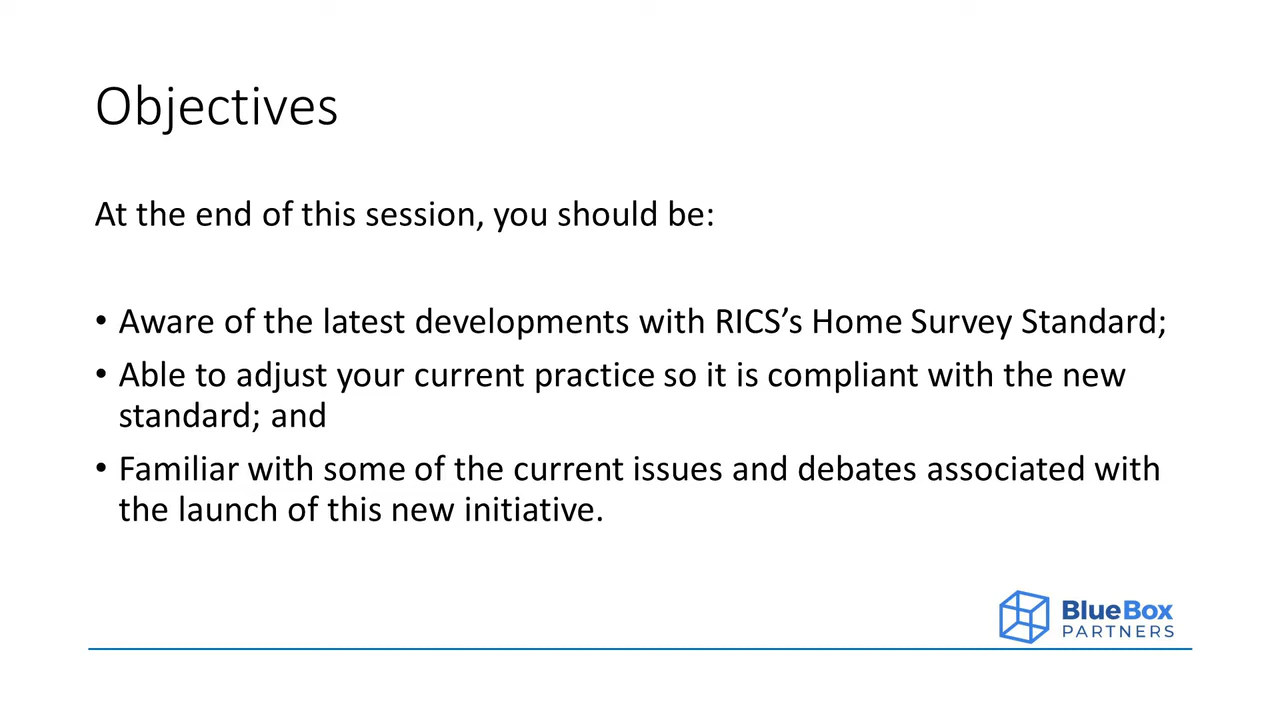 Objectives
At the end of this session, you should be:
• Aware of the latest developments with RICS’s Home Survey Standard;
• Able to adjust your current practice so it is compliant with the new
standard; and
• Familiar with some of the current issues and debates associated with
the launch of this new initiative.
BlueBox
PARTNERS